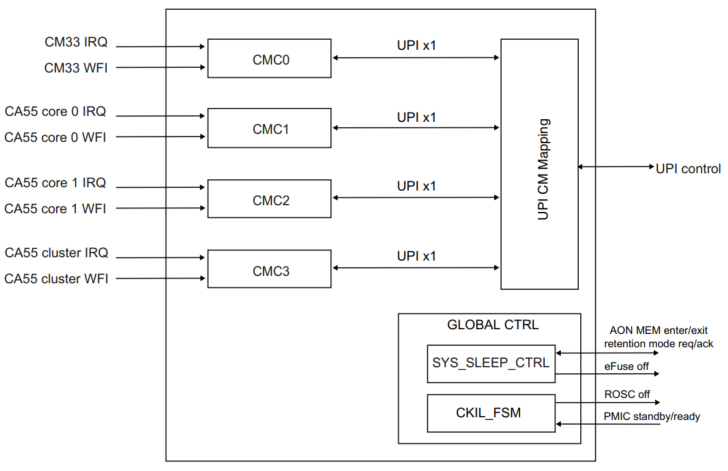 CM33 IRQ
CM33 WFI
CMC0
UPI x1
CA55 core 0 IRQ
CA55 core 0 WFI
CMC1
UPI x1
CA55 core 1 IRQ
CA55 core 1 WFI
CMC2
UPI x1
CA55 cluster IRQ
CA55 cluster WFI
CMC3
UPI x1
UPI CM Mapping
UPI control
GLOBAL CTRL
SYS_SLEEP_CTRL
AON MEM enter/exit
retention mode req/ack
eFuse off
CKIL_FSM
ROSC off
PMIC standby/ready